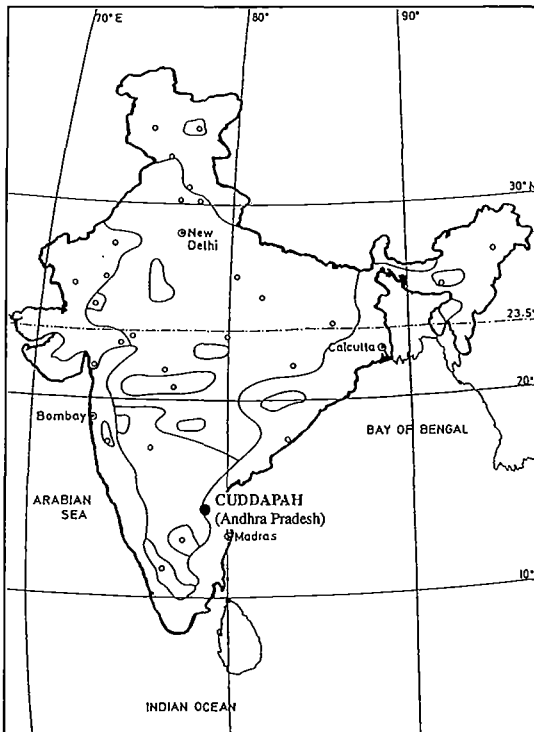 70°E
80°
90°
30° N
New
Delhi
23.5°
Calcutta
20°
Bombay
BAY OF BENGAL
ARABIAN
SEA
CUDDAPAH
(Andhra Pradesh)
Madras
10°
INDIAN OCEAN